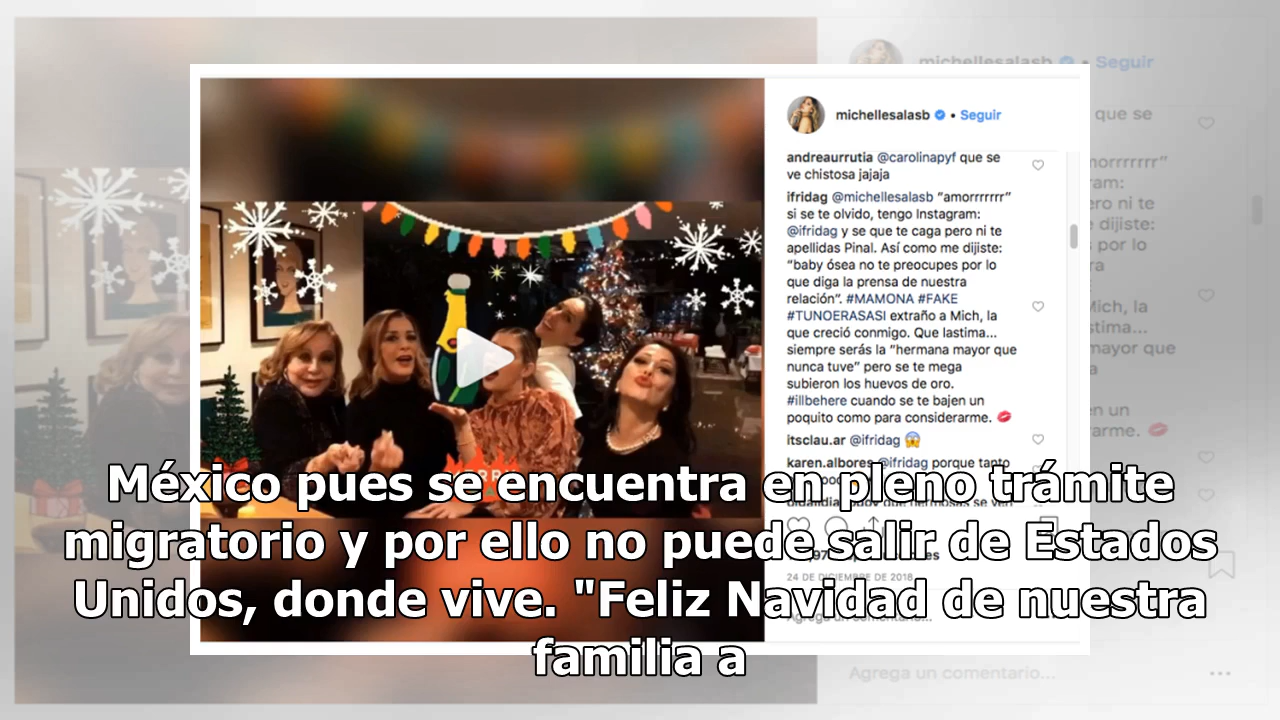 michellesalasb • Seguir
michellesalasb • Seguir
andreaurrutia @carolinapyf que se
ve chistosa jajaja
ifridag @michellesalasb “amorrrrrrr”
si se te olvido, tengo Instagram:
@ifridag y se que te caga pero ni te
apellidas Pinal. Así como me dijiste:
“baby ósea no te preocupes por lo
que diga la prensa de nuestra
relación”. #MAMONA #FAKE
#TUNOERASASI extraño a Mich, la
que creció conmigo. Que lastima...
siempre serás la “hermana mayor que
nunca tuve” pero se te mega
subieron los huevos de oro.
#illbehere cuando se te bajen un
poquito como para considerarme. 💋
itsclau.ar @ifridag 😱
karen.albores @ifridag porque tanto
México pues se encuentra en pleno trámite
migratorio y por ello no puede salir de Estados
Unidos, donde vive. "Feliz Navidad de nuestra
familia a
24 DE DICIEMBRE DE 2018
Agrega un comentario...